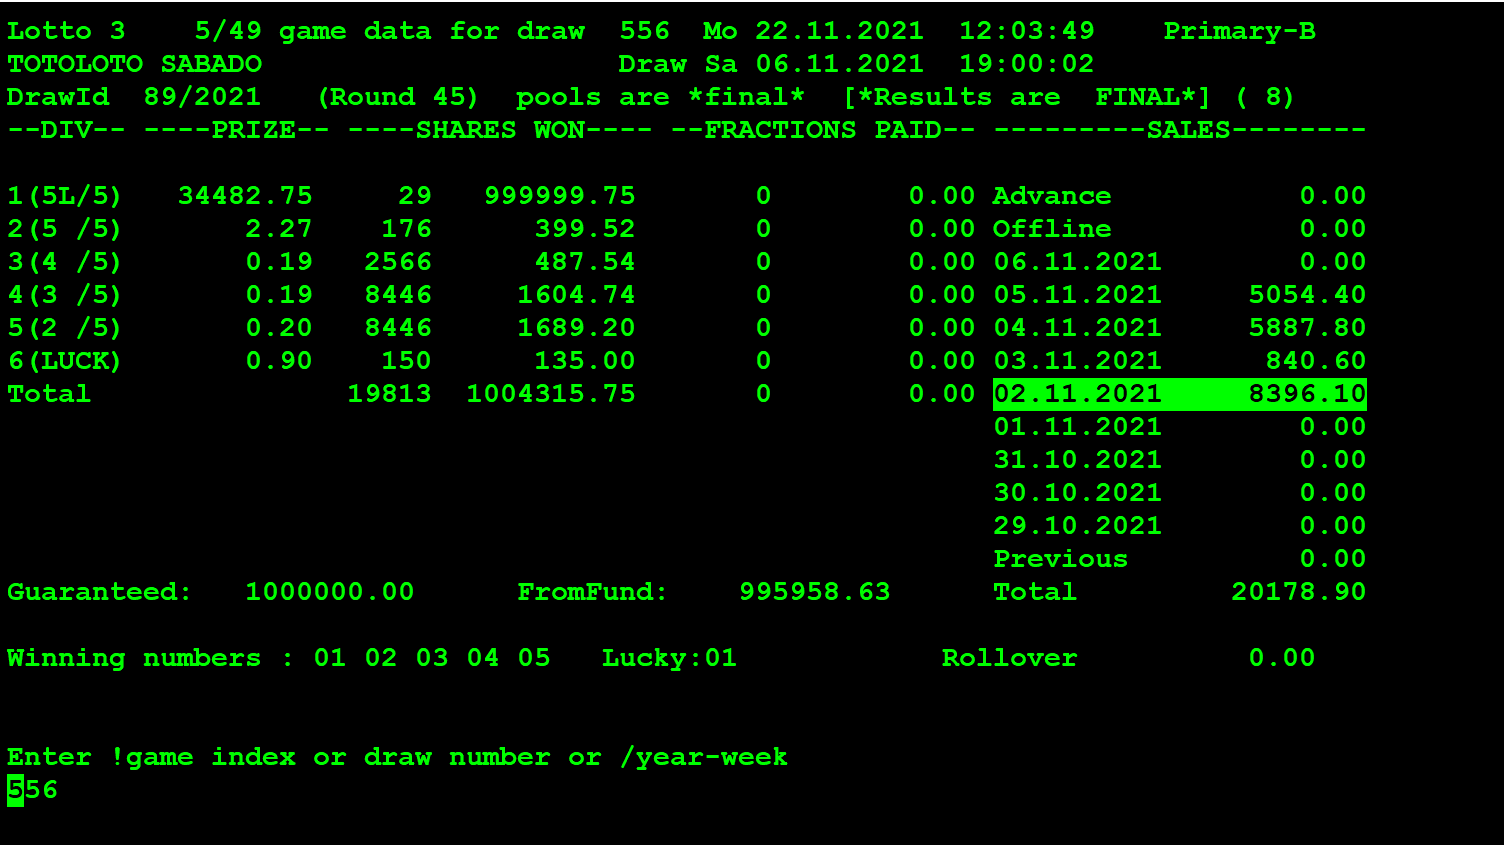 Lotto 3    5/49 game data for draw  556  Mo 22.11.2021  12:03:49    Primary-B
TOTOLOTO SABADO                     Draw Sa 06.11.2021  19:00:02
DrawId  89/2021   (Round 45)  pools are *final*  [*Results are  FINAL*] ( 8)
--DIV-- ----PRIZE-- ----SHARES WON---- --FRACTIONS PAID-- ---------SALES--------
1(5L/5)   34482.75     29   999999.75       0        0.00 Advance           0.00
2(5 /5)       2.27    176      399.52       0        0.00 Offline           0.00
3(4 /5)       0.19   2566      487.54       0        0.00 06.11.2021        0.00
4(3 /5)       0.19   8446     1604.74       0        0.00 05.11.2021     5054.40
5(2 /5)       0.20   8446     1689.20       0        0.00 04.11.2021     5887.80
6(LUCK)       0.90    150      135.00       0        0.00 03.11.2021      840.60
Total               19813  1004315.75       0        0.00 02.11.2021     8396.10
01.11.2021        0.00
31.10.2021        0.00
30.10.2021        0.00
29.10.2021        0.00
Previous          0.00
Guaranteed:   1000000.00      FromFund:    995958.63      Total         20178.90
Winning numbers : 01 02 03 04 05   Lucky:01            Rollover          0.00
Enter !game index or draw number or /year-week
556